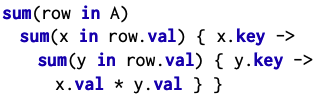 sum(row in A)
  sum(x in row.val) { x.key ->
    sum(y in row.val) { y.key ->
      x.val * y.val } }